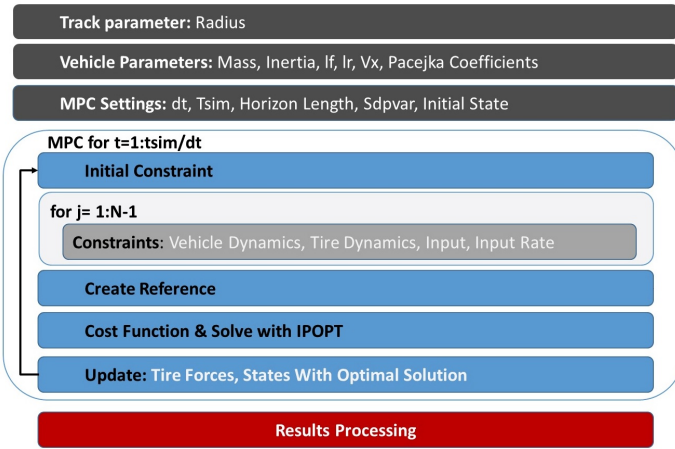 Track parameter: Radius
Vehicle Parameters: Mass, Inertia, lf, lr, Vx, Pacejka Coefficients
MPC Settings: dt, Tsim, Horizon Length, Sdpvar, Initial State
MPC for t=1:tsim/dt
Initial Constraint
for j= 1:N-1
Constraints: Vehicle Dynamics, Tire Dynamics, Input, Input Rate
Create Reference
Cost Function & Solve with IPOPT
Update: Tire Forces, States With Optimal Solution
Results Processing